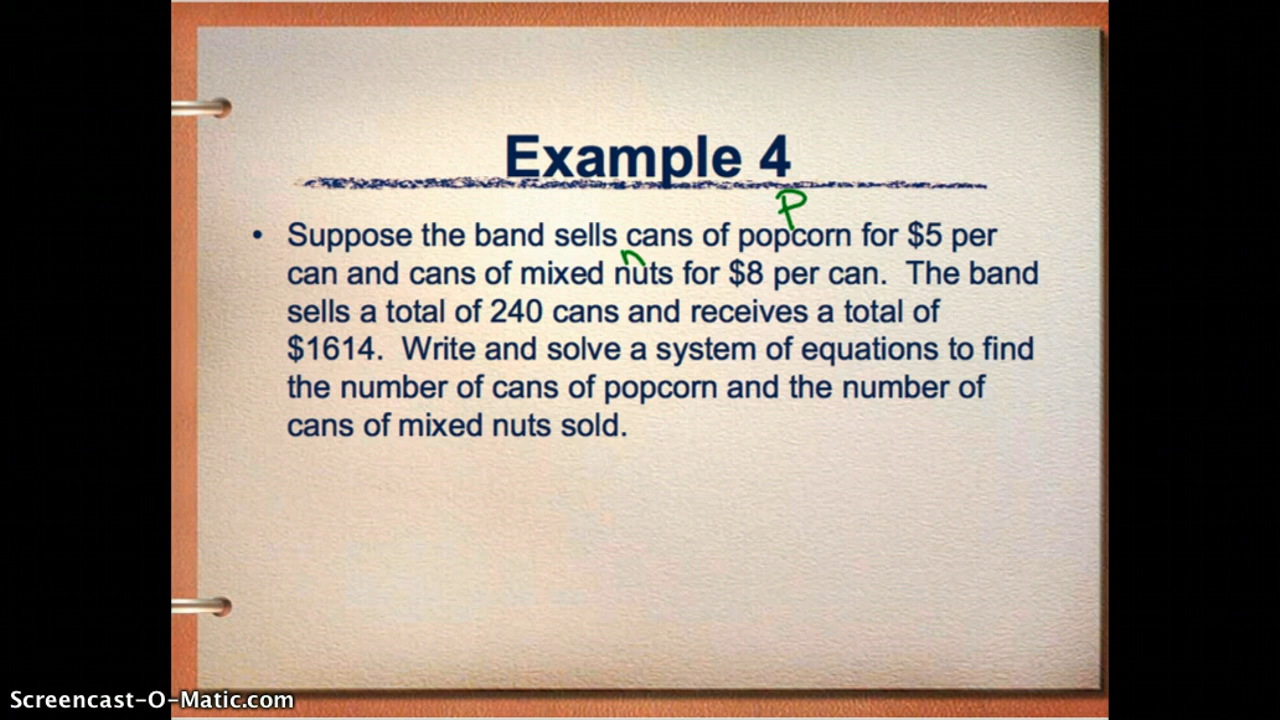 Example 4
P
• Suppose the band sells cans of popcorn for $5 per
n
can and cans of mixed nuts for $8 per can. The band
sells a total of 240 cans and receives a total of
$1614. Write and solve a system of equations to find
the number of cans of popcorn and the number of
cans of mixed nuts sold.
Screencast-O-Matic.com